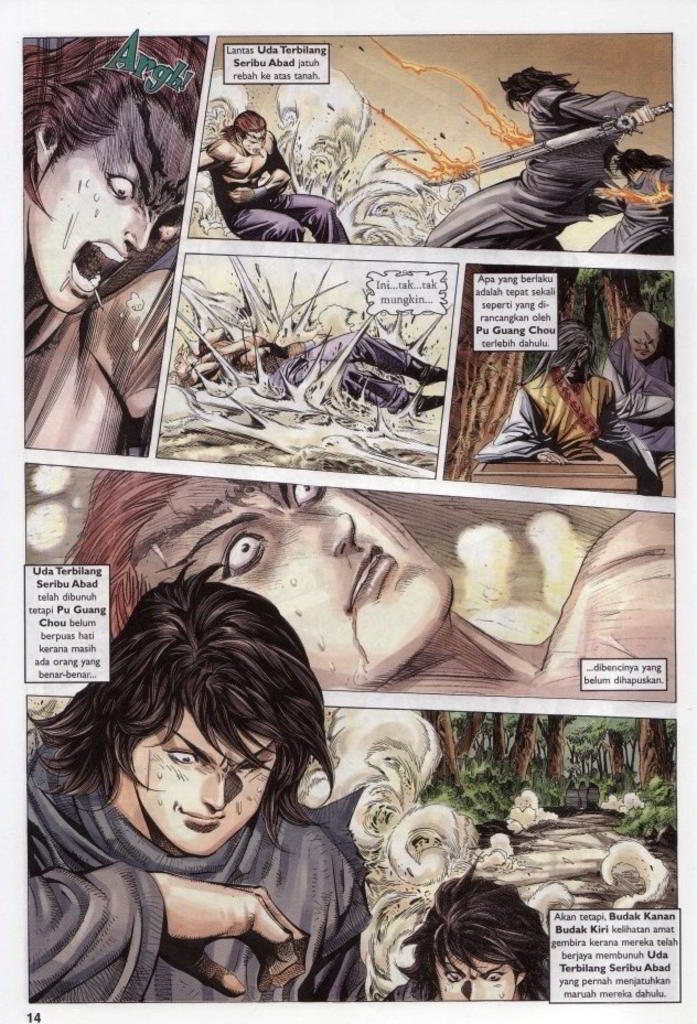 Argh!
Lantas Uda Terbilang
Seribu Abad jatuh
rebah ke atas tanah.
Ini...tak...tak
mungkin...
Apa yang berlaku
adalah tepat sekali
seperti yang di-
rancangkan oleh
Pu Guang Chou
terlebih dahulu.
Uda Terbilang
Seribu Abad
telah dibunuh
tetapi Pu Guang
Chou belum
berpuas hati
kerana masih
ada orang yang
benar-benar...
...dibencinya yang
belum dihapuskan.
Akan tetapi, Budak Kanan
Budak Kiri kelihatan amat
gembira kerana mereka telah
berjaya membunuh Uda
Terbilang Seribu Abad
yang pernah menjatuhkan
maruah mereka dahulu.
14